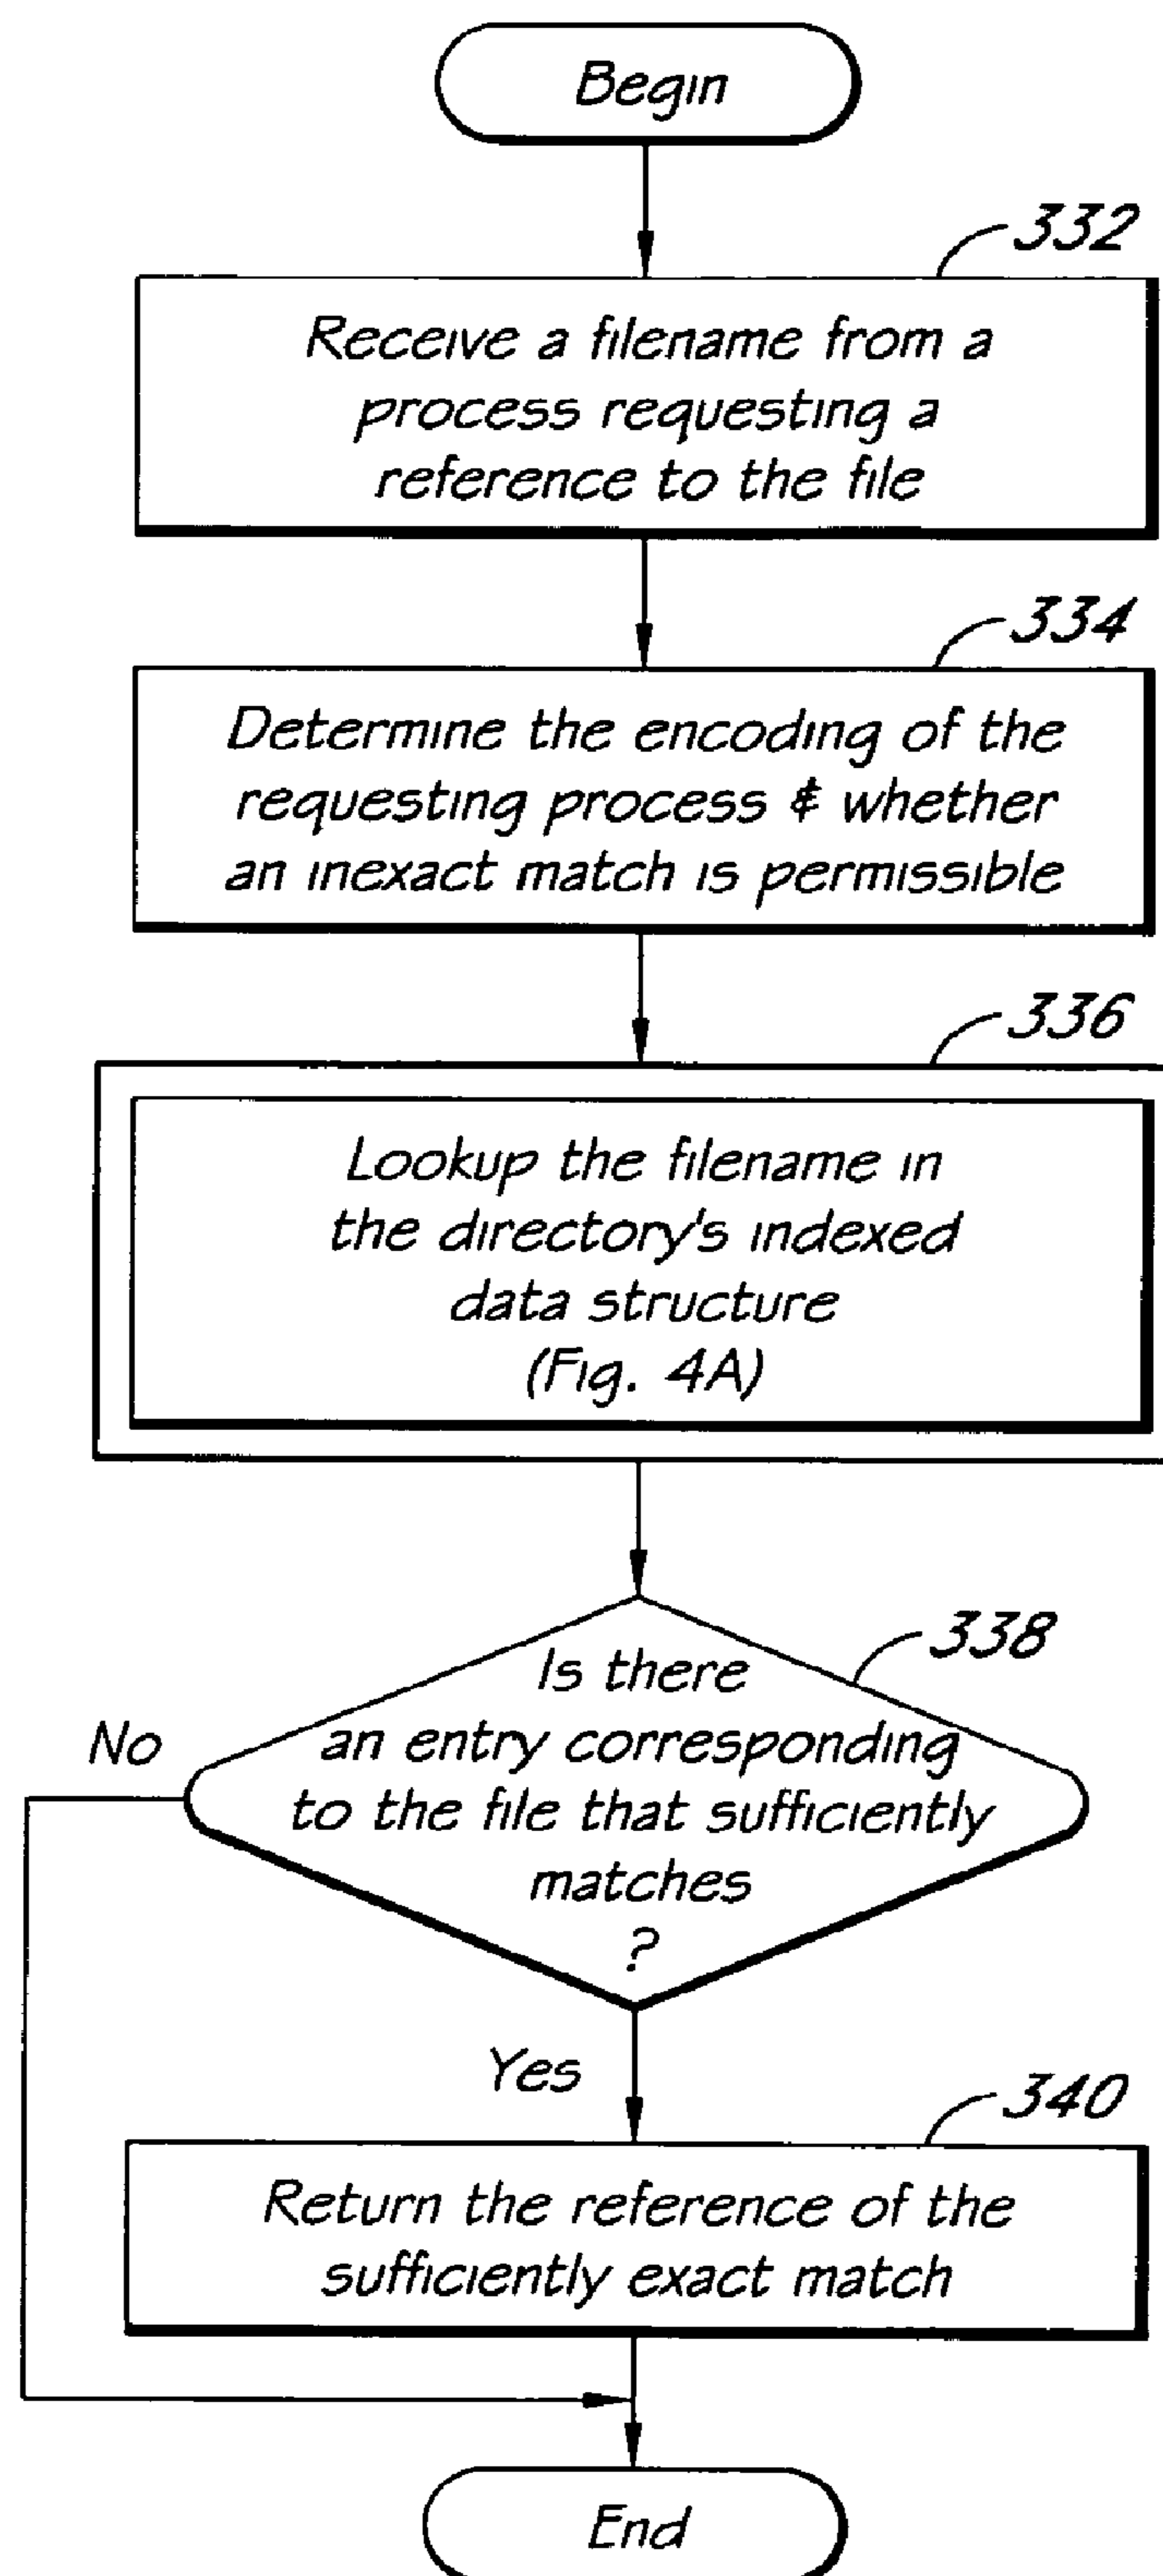 Begin
332
Receive a filename from a
process requesting a
reference to the file
334
Determine the encoding of the
requesting process & whether
an inexact match is permissible
336
Lookup the filename in
the directory's indexed
data structure
(Fig. 4A)
338
Is there
an entry corresponding
to the file that sufficiently
matches
?
No
Yes
340
Return the reference of the
sufficiently exact match
End